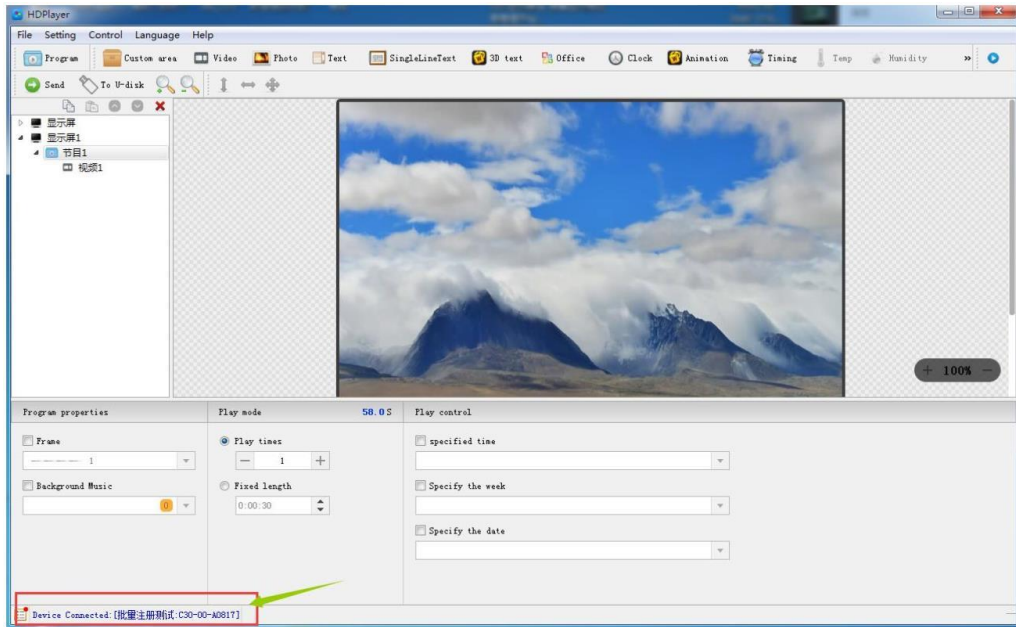 HDPlayer
File Setting Control Language Help
Program Custom area Video Photo Text SingleLineText 3D text Office Clock Animation Timing Temp Humidity »
Send To U-disk
显示屏
显示屏1
节目1
视频1
+ 100% −
Program properties Play mode 58.0S Play control
Frame Play times specified time
1 − 1 +
Background Music Fixed length Specify the week
0 0:00:30
Specify the date
Device Connected:[批量注册测试:C30-00-A0817]